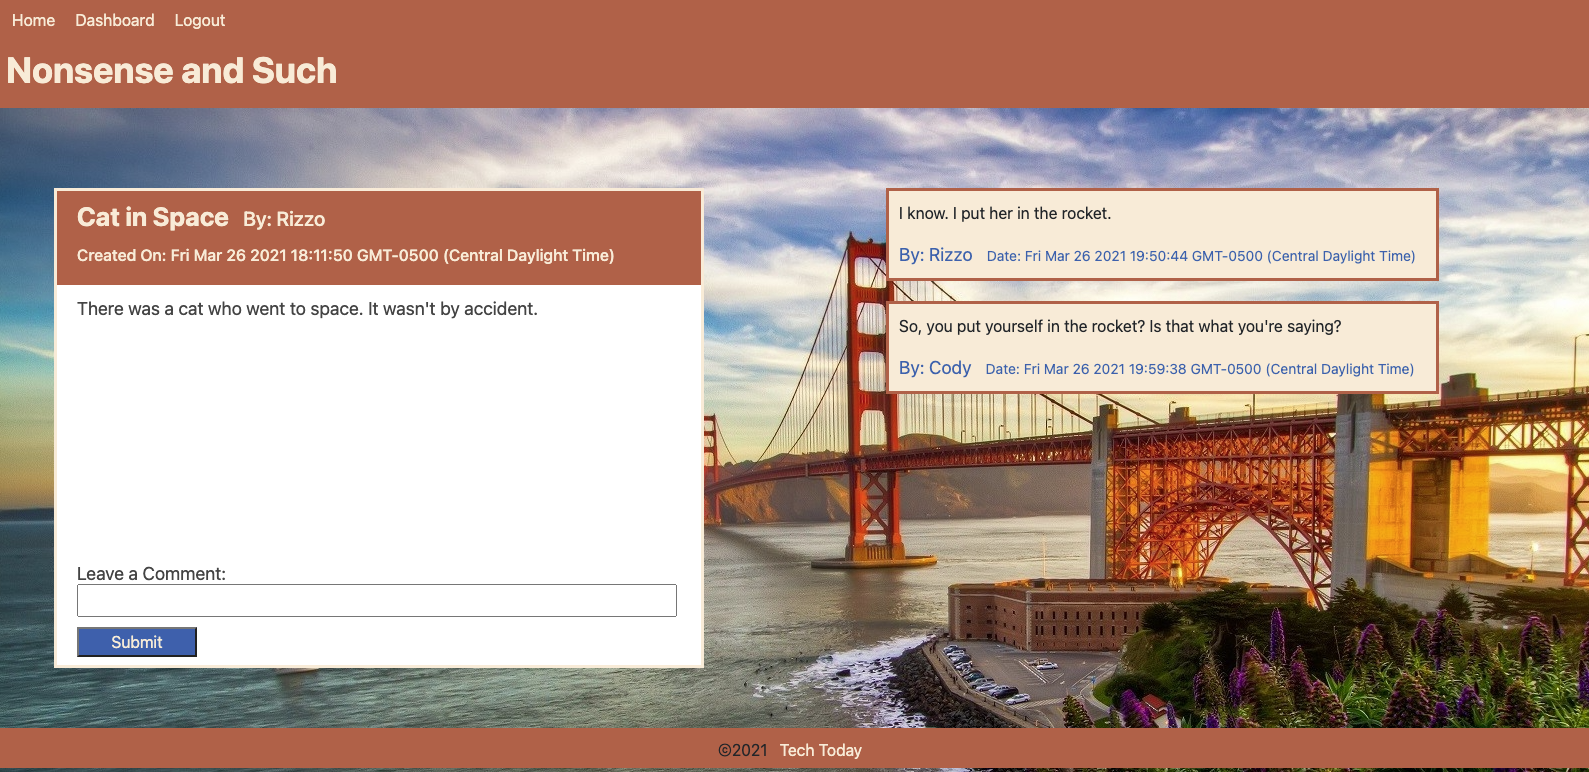 Home Dashboard Logout
Nonsense and Such
Cat in Space By: Rizzo
Created On: Fri Mar 26 2021 18:11:50 GMT-0500 (Central Daylight Time)
There was a cat who went to space. It wasn't by accident.
Leave a Comment:
Submit
I know. I put her in the rocket.
By: Rizzo Date: Fri Mar 26 2021 19:50:44 GMT-0500 (Central Daylight Time)
So, you put yourself in the rocket? Is that what you're saying?
By: Cody Date: Fri Mar 26 2021 19:59:38 GMT-0500 (Central Daylight Time)
©2021 Tech Today